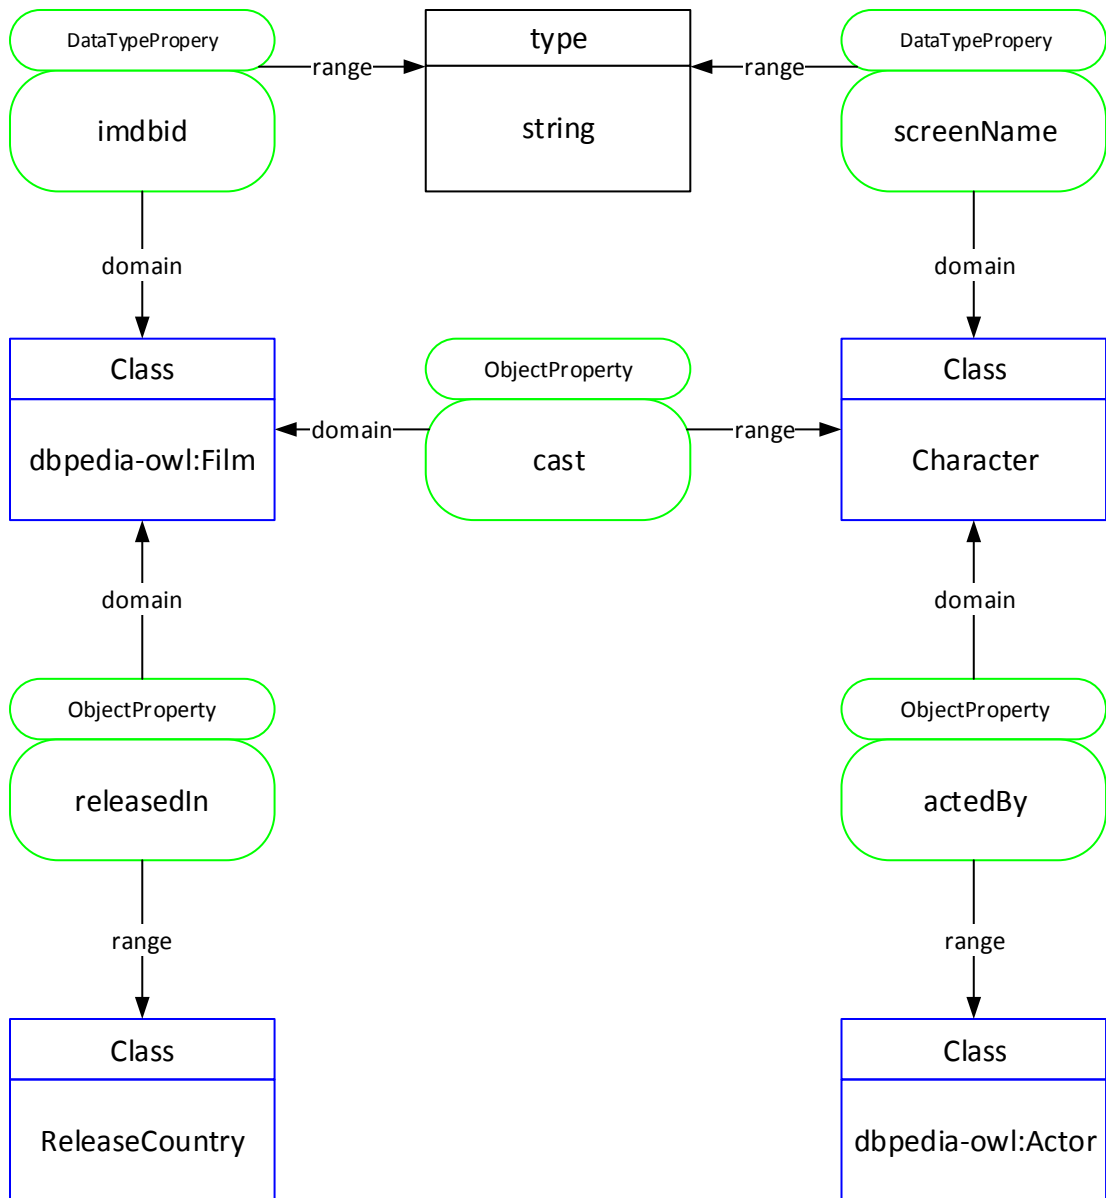 DataTypePropery
type
DataTypePropery
range
range
imdbid
string
screenName
domain
domain
Class
ObjectProperty
Class
domain
range
dbpedia-owl:Film
cast
Character
domain
domain
ObjectProperty
ObjectProperty
releasedIn
actedBy
range
range
Class
Class
ReleaseCountry
dbpedia-owl:Actor